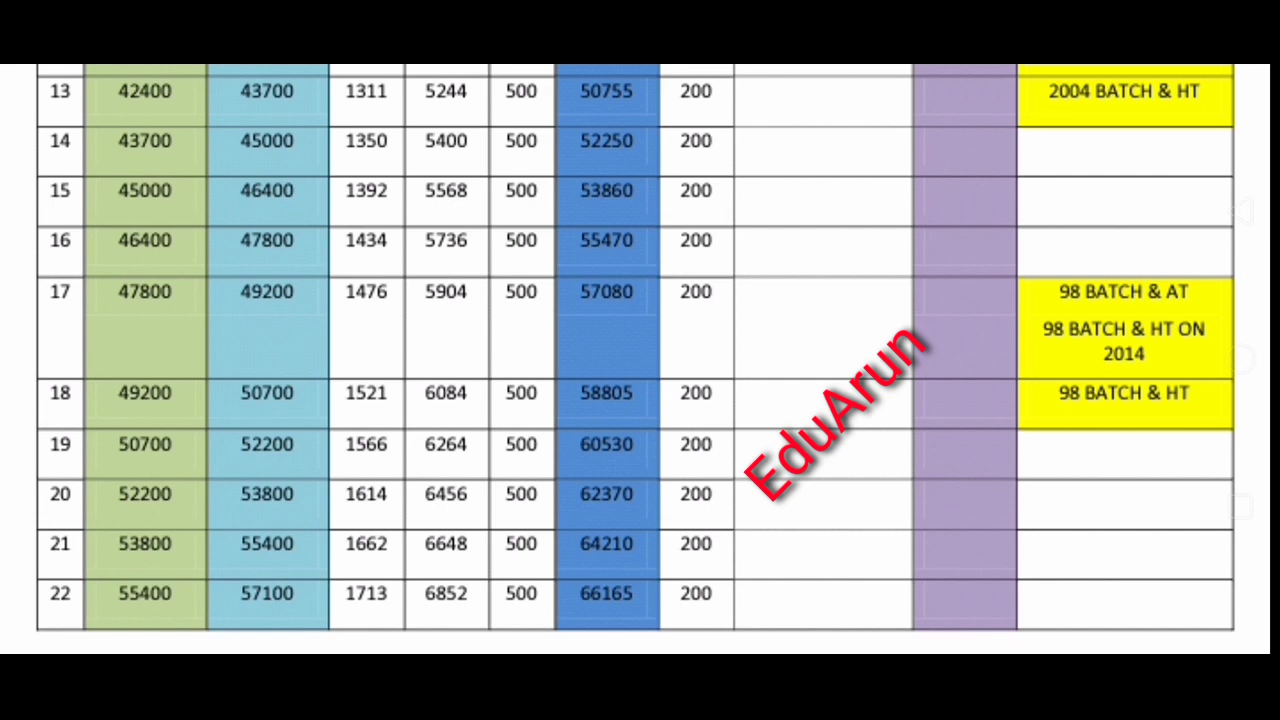 13 42400 43700 1311 5244 500 50755 200 2004 BATCH & HT
14 43700 45000 1350 5400 500 52250 200
15 45000 46400 1392 5568 500 53860 200
16 46400 47800 1434 5736 500 55470 200
17 47800 49200 1476 5904 500 57080 200 98 BATCH & AT
98 BATCH & HT ON
2014
18 49200 50700 1521 6084 500 58805 200 98 BATCH & HT
19 50700 52200 1566 6264 500 60530 200
20 52200 53800 1614 6456 500 62370 200
21 53800 55400 1662 6648 500 64210 200
22 55400 57100 1713 6852 500 66165 200
EduArun